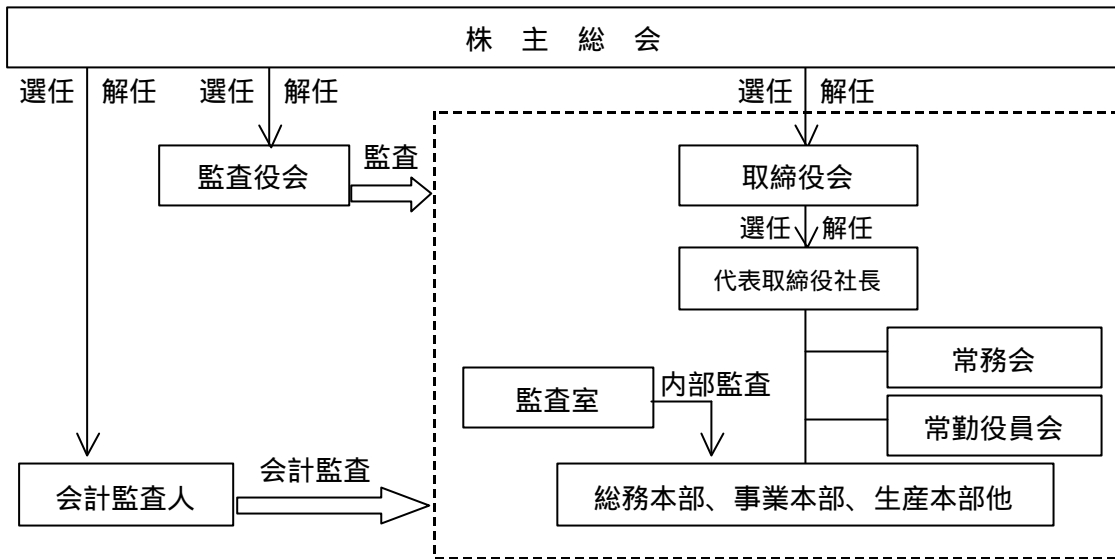 株 主 総 会
選任 解任 選任 解任 選任 解任
監査役会
監査
取締役会
選任 解任
代表取締役社長
常務会
監査室
内部監査
常勤役員会
会計監査人
会計監査
総務本部、事業本部、生産本部他